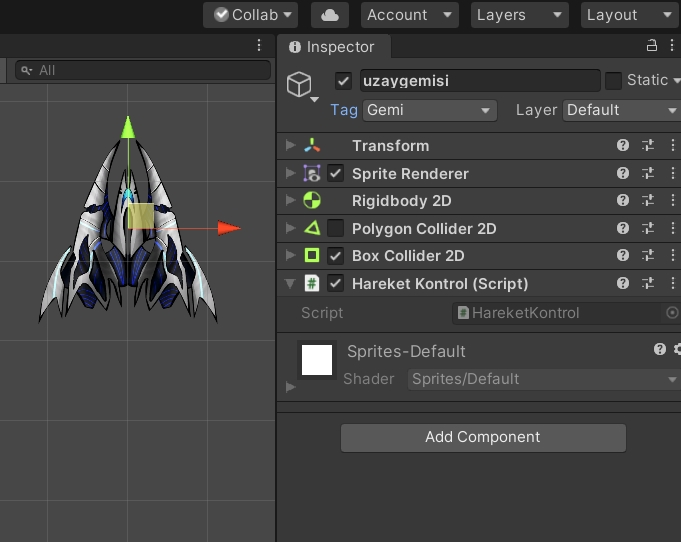 Collab Account Layers Layout
Inspector
All
uzaygemisi Static
Tag Gemi Layer Default
Transform
Sprite Renderer
Rigidbody 2D
Polygon Collider 2D
Box Collider 2D
# Hareket Kontrol (Script)
Script # HareketKontrol
Sprites-Default
Shader Sprites/Default
Add Component